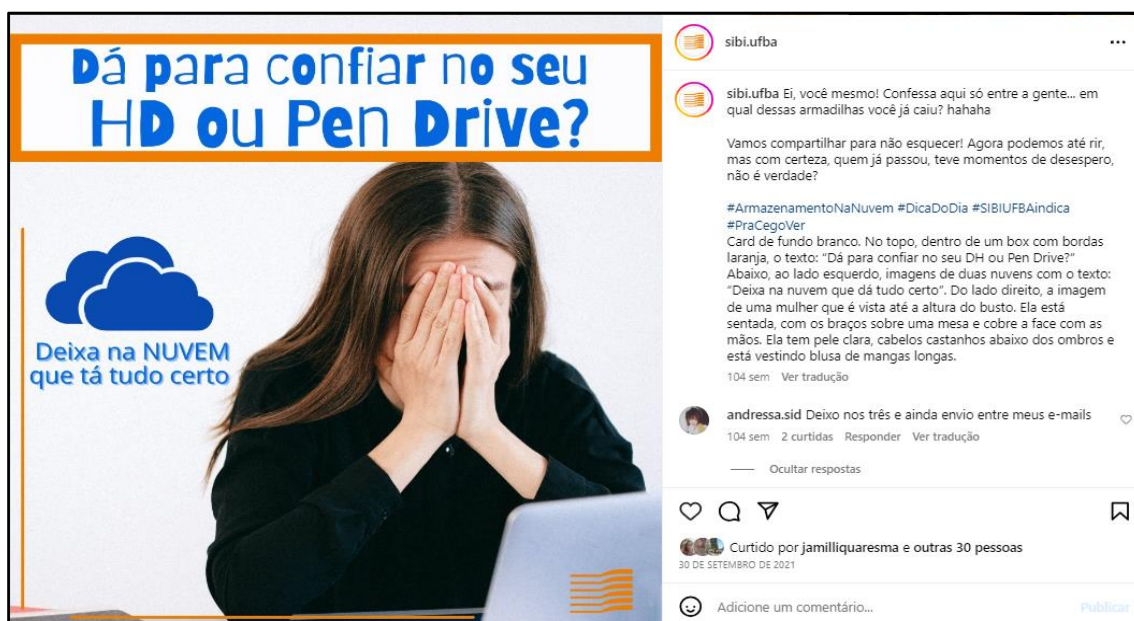 Dá para confiar no seu
HD ou Pen Drive?
Deixa na NUVEM
que tá tudo certo
sibi.ufba
sibi.ufba Ei, você mesmo! Confessa aqui só entre a gente... em
qual dessas armadilhas você já caiu? hahaha
Vamos compartilhar para não esquecer! Agora podemos até rir,
mas com certeza, quem já passou, teve momentos de desespero,
não é verdade?
#ArmazenamentoNaNuvem #DicaDoDia #SIBIUFBAindica
#PraCegoVer
Card de fundo branco. No topo, dentro de um box com bordas
laranja, o texto: “Dá para confiar no seu DH ou Pen Drive?”
Abaixo, ao lado esquerdo, imagens de duas nuvens com o texto:
“Deixa na nuvem que dá tudo certo”. Do lado direito, a imagem
de uma mulher que é vista até a altura do busto. Ela está
sentada, com os braços sobre uma mesa e cobre a face com as
mãos. Ela tem pele clara, cabelos castanhos abaixo dos ombros e
está vestindo blusa de mangas longas.
104 sem Ver tradução
andressa.sid Deixo nos três e ainda envio entre meus e-mails
104 sem 2 curtidas Responder Ver tradução
Ocultar respostas
Curtido por jamilliquaresma e outras 30 pessoas
30 DE SETEMBRO DE 2021
Adicione um comentário... Publicar